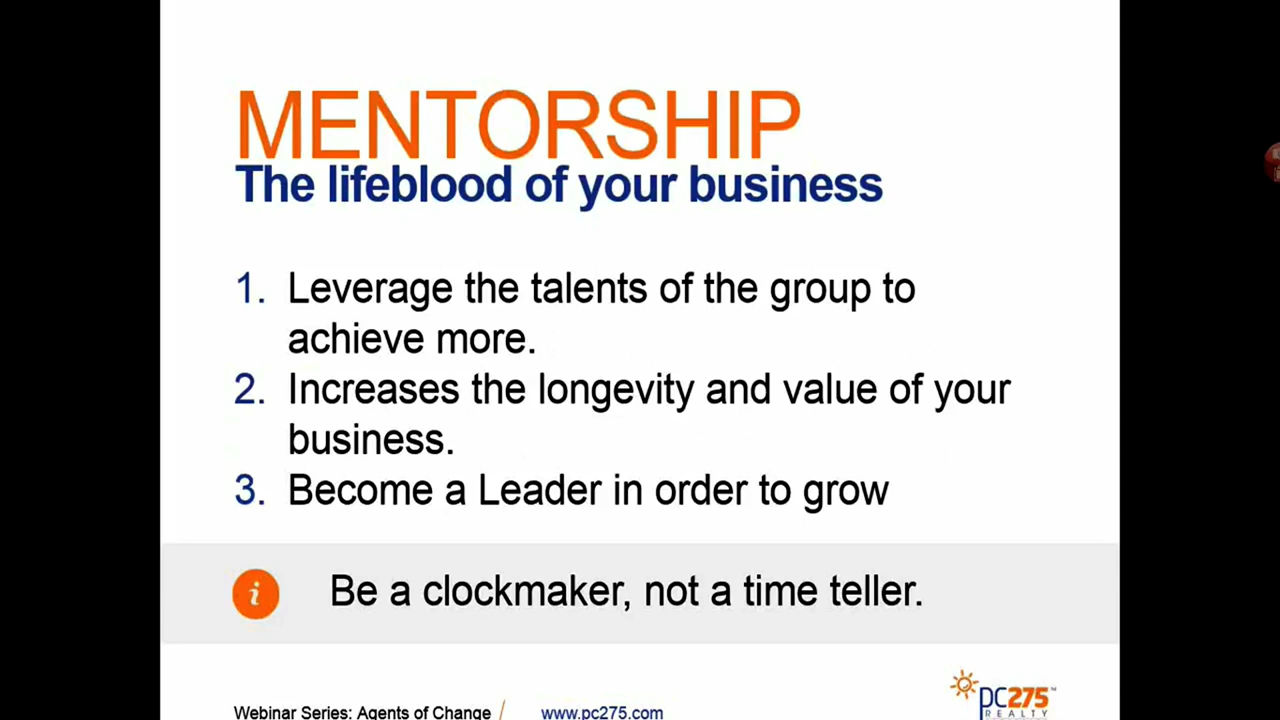 MENTORSHIP
The lifeblood of your business
1. Leverage the talents of the group to
achieve more.
2. Increases the longevity and value of your
business.
3. Become a Leader in order to grow
i
Be a clockmaker, not a time teller.
Webinar Series: Agents of Change / www.pc275.com
pc275™
REALTY